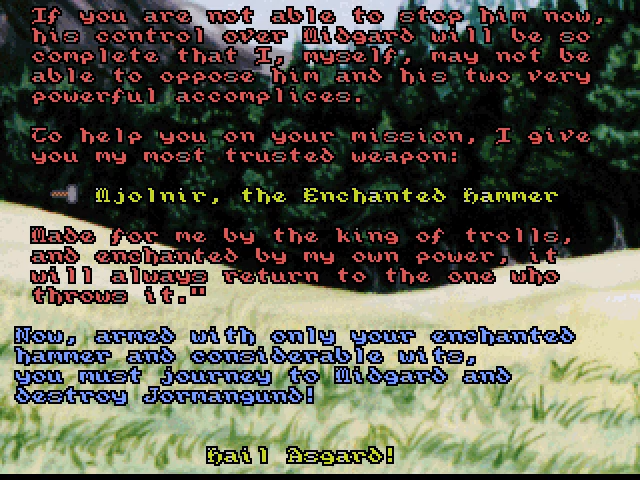 If you are not able to stop him now,
his control over Midgard will be so
complete that I, myself, may not be
able to oppose him and his two very
powerful accomplices.
To help you on your mission, I give
you my most trusted weapon:
Mjolnir, the Enchanted Hammer
Made for me by the king of trolls,
and enchanted by my own power, it
will always return to the one who
throws it."
Now, armed with only your enchanted
hammer and considerable wits,
you must journey to Midgard and
destroy Jormangund!
Hail Asgard!